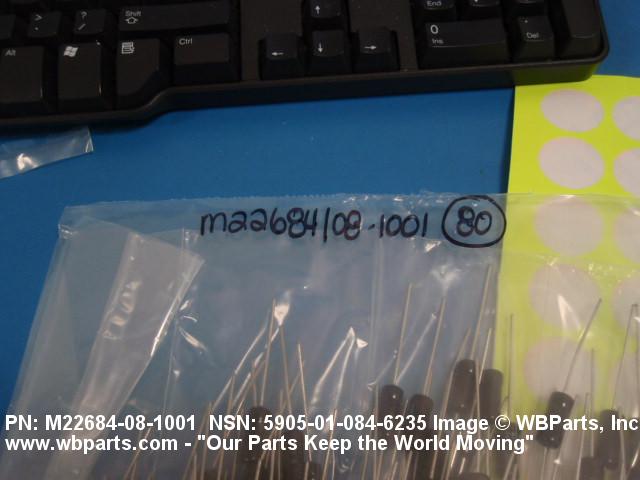 End
0
Ins
.
Del
Shift
Alt
Ctrl
m22684/08-1001 80
PN: M22684-08-1001 NSN: 5905-01-084-6235 Image © WBParts, Inc
www.wbparts.com - "Our Parts Keep the World Moving"